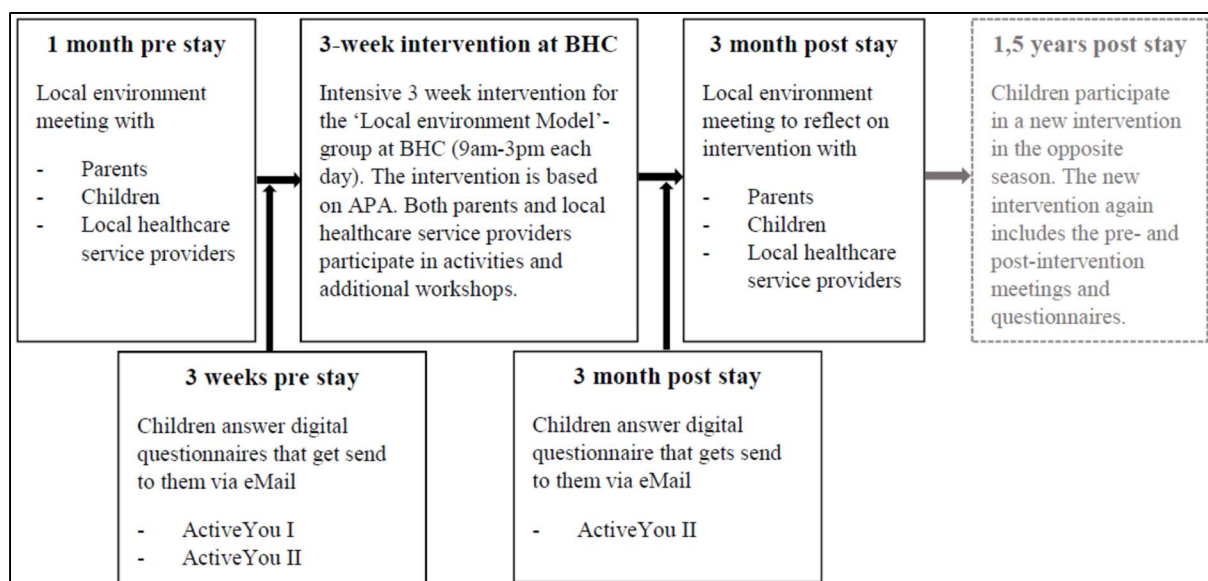 1 month pre stay
Local environment
meeting with
- Parents
- Children
- Local healthcare
service providers
3-week intervention at BHC
Intensive 3 week intervention for
the ‘Local environment Model’-
group at BHC (9am-3pm each
day). The intervention is based
on APA. Both parents and local
healthcare service providers
participate in activities and
additional workshops.
3 month post stay
Local environment
meeting to reflect on
intervention with
- Parents
- Children
- Local healthcare
service providers
1,5 years post stay
Children participate
in a new intervention
in the opposite
season. The new
intervention again
includes the pre- and
post-intervention
meetings and
questionnaires.
3 weeks pre stay
Children answer digital
questionnaires that get send
to them via eMail
- ActiveYou I
- ActiveYou II
3 month post stay
Children answer digital
questionnaire that gets send
to them via eMail
- ActiveYou II